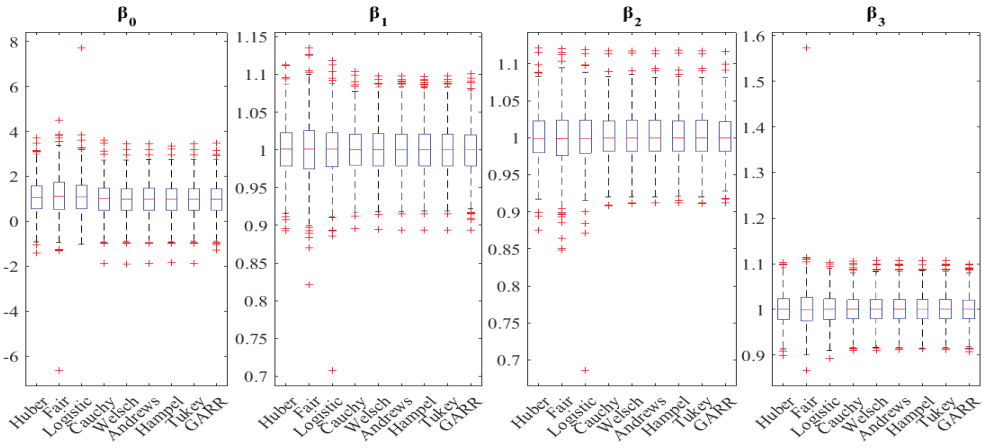 β0
8
6
4
2
0
-2
-4
-6
Huber
Fair
Logistic
Cauchy
Welsch
Andrews
Hampel
Tukey
GARR
β1
1.15
1.1
1.05
1
0.95
0.9
0.85
0.8
0.75
0.7
Huber
Fair
Logistic
Cauchy
Welsch
Andrews
Hampel
Tukey
GARR
β2
1.1
1.05
1
0.95
0.9
0.85
0.8
0.75
0.7
Huber
Fair
Logistic
Cauchy
Welsch
Andrews
Hampel
Tukey
GARR
β3
1.6
1.5
1.4
1.3
1.2
1.1
1
0.9
Huber
Fair
Logistic
Cauchy
Welsch
Andrews
Hampel
Tukey
GARR